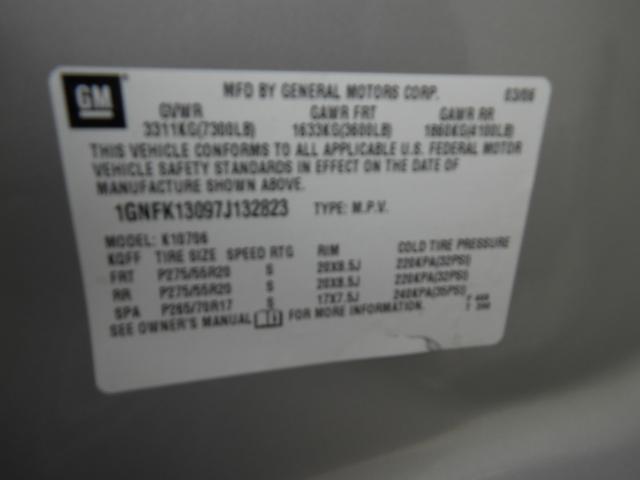 GM MFD BY GENERAL MOTORS CORP. 03/06
GVWR GAWR FRT GAWR RR
3311KG(7300LB) 1633KG(3600LB) 1860KG(4100LB)
THIS VEHICLE CONFORMS TO ALL APPLICABLE U.S. FEDERAL MOTOR
VEHICLE SAFETY STANDARDS IN EFFECT ON THE DATE OF
MANUFACTURE SHOWN ABOVE.
1GNFK13097J132823 TYPE: M.P.V.
MODEL: K10706
KQFF TIRE SIZE SPEED RTG RIM COLD TIRE PRESSURE
FRT P275/55R20 S 20X8.5J 220KPA(32PSI)
RR P275/55R20 S 20X8.5J 220KPA(32PSI)
SPA P265/70R17 S 17X7.5J 240KPA(35PSI)
SEE OWNER'S MANUAL FOR MORE INFORMATION.